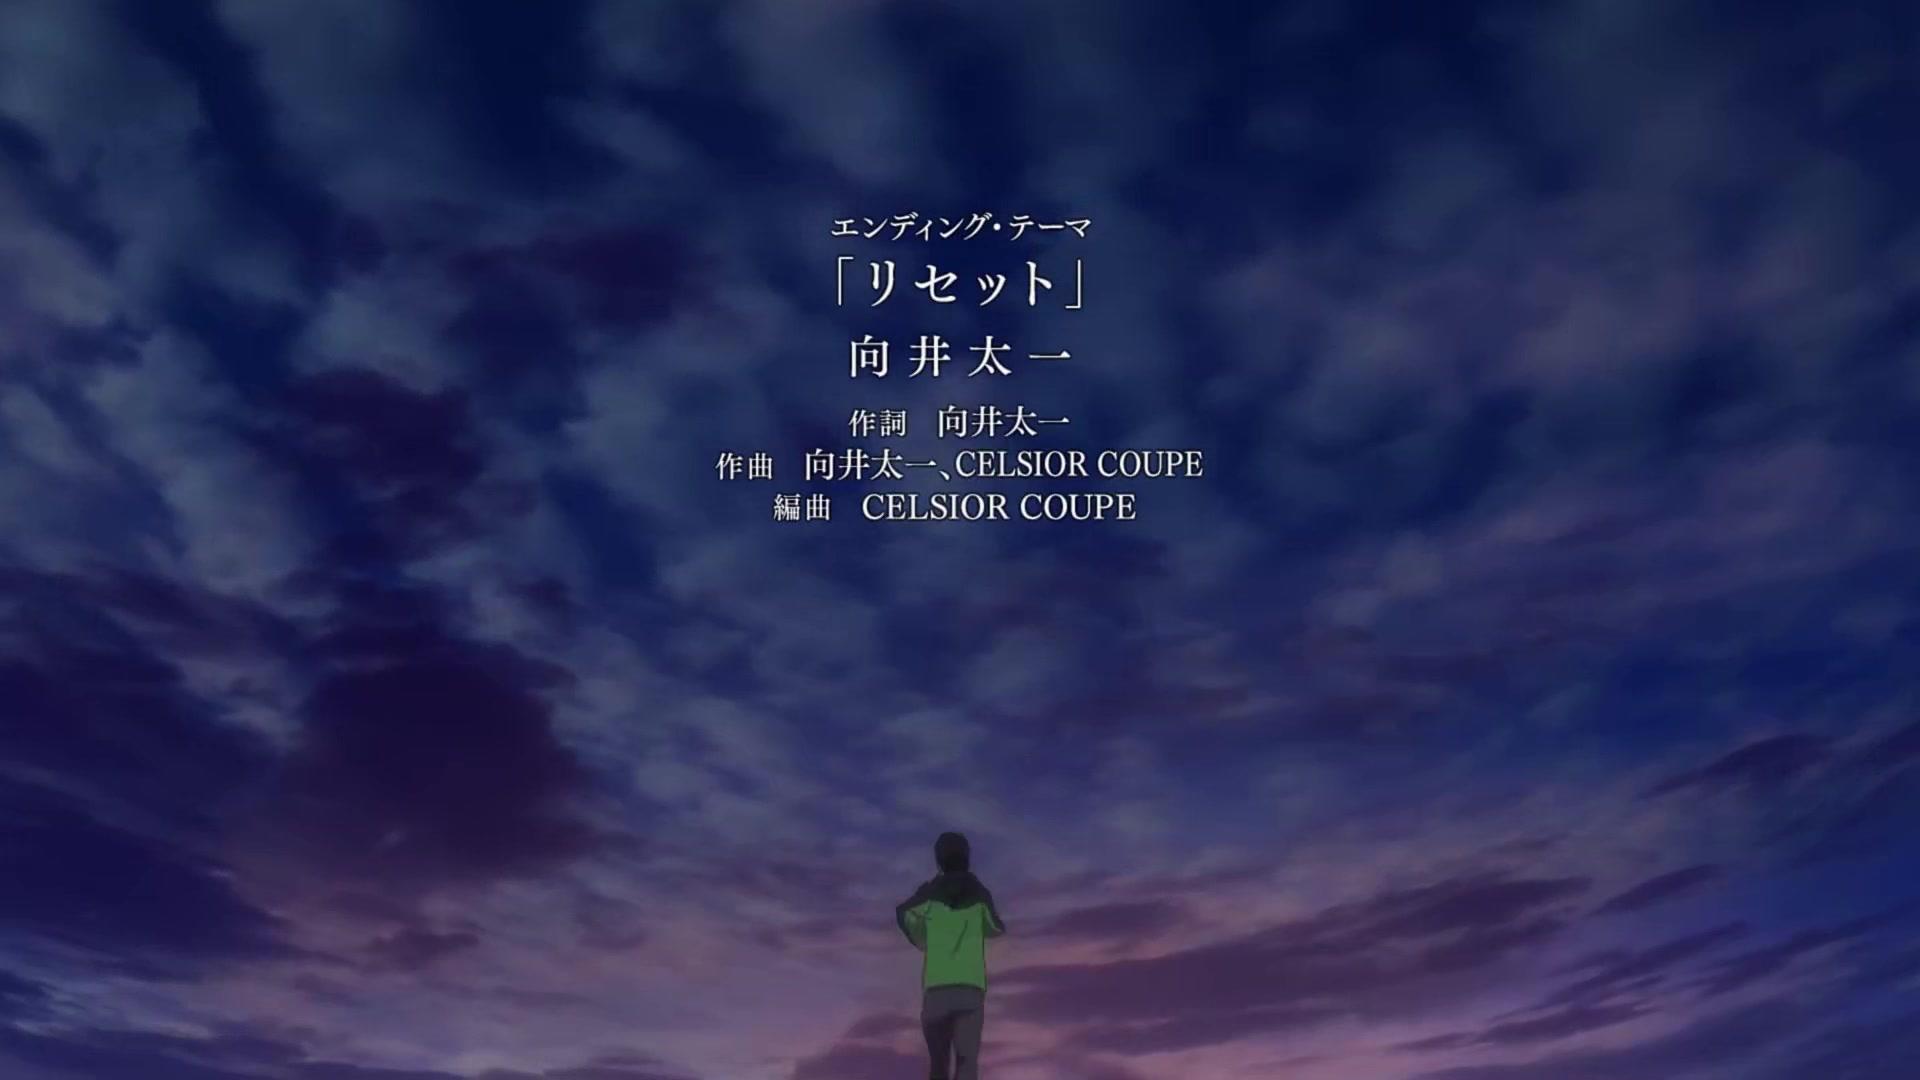 エンディング・テーマ
「リセット」
向井太一
作詞　向井太一
作曲　向井太一、CELSIOR COUPE
編曲　CELSIOR COUPE